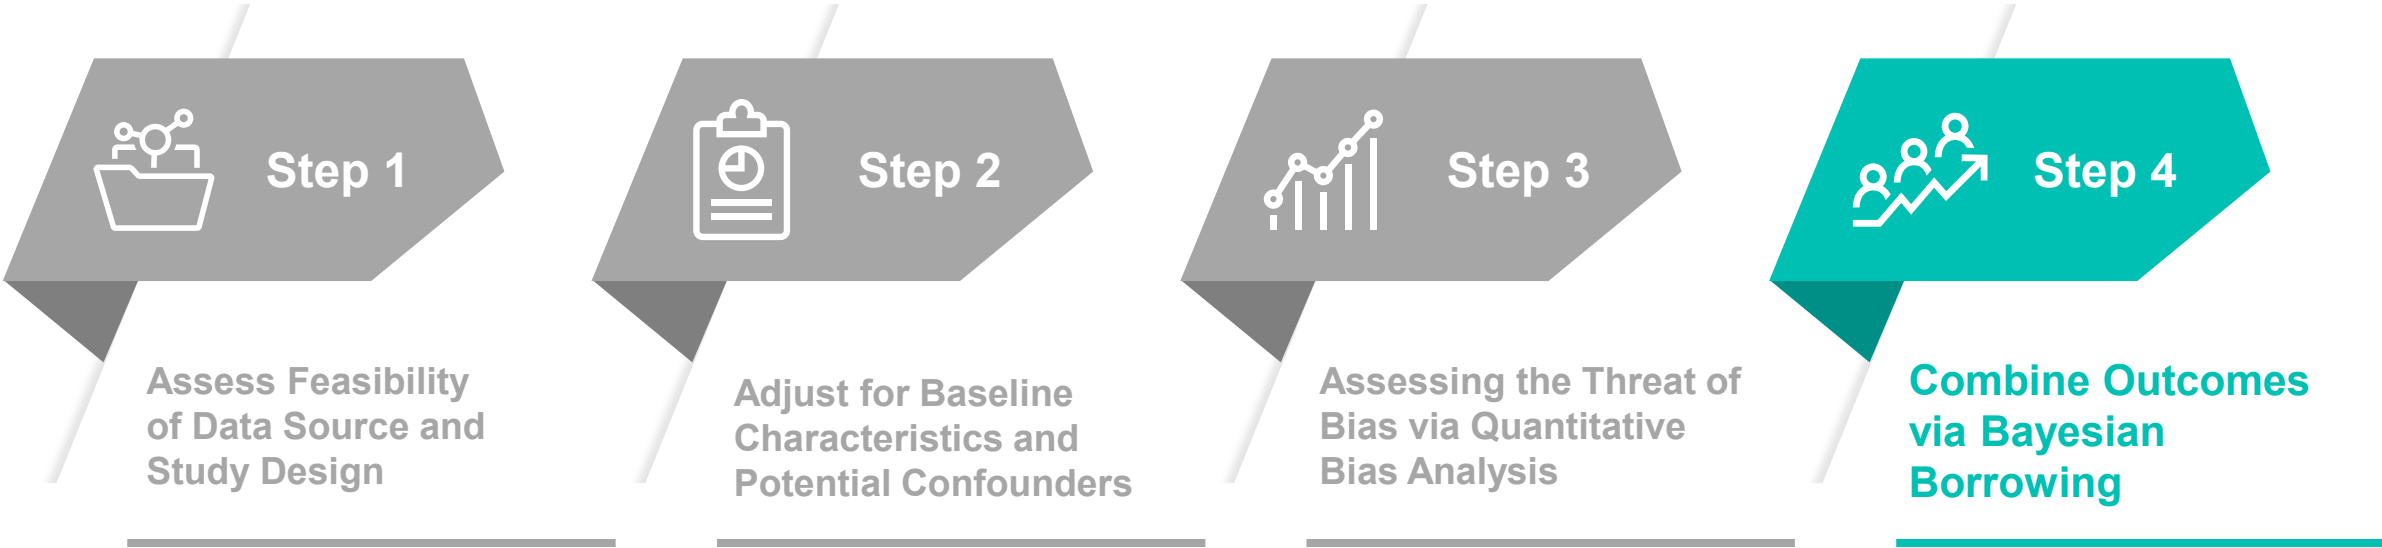 Step 1
Assess Feasibility
of Data Source and
Study Design
Step 2
Adjust for Baseline
Characteristics and
Potential Confounders
Step 3
Assessing the Threat of
Bias via Quantitative
Bias Analysis
Step 4
Combine Outcomes
via Bayesian
Borrowing